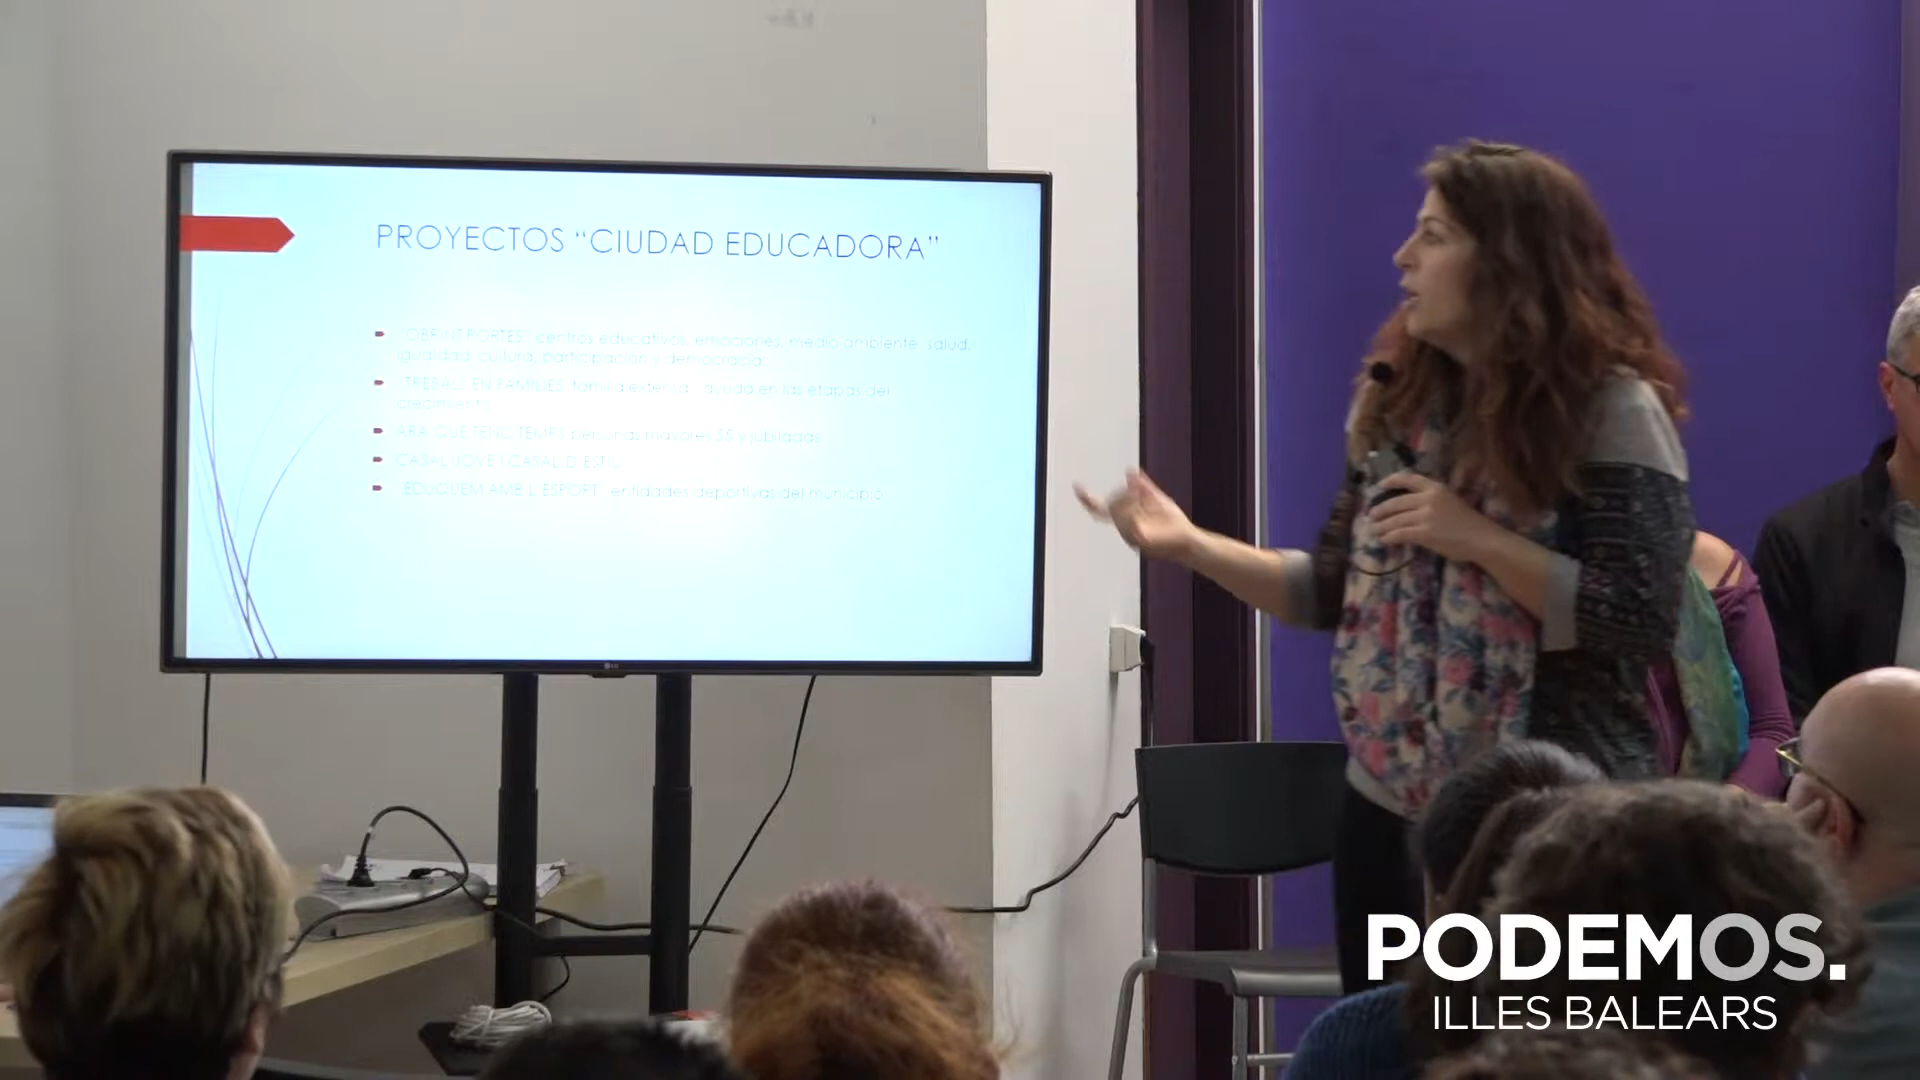 PROYECTOS “CIUDAD EDUCADORA”
“OBRINT PORTES” centros educativos, emociones, medio ambiente, salud,
igualdad, cultura, participación y democracia.
“TREBALL EN FAMILIES” familia extensa, ayuda en las etapas del
crecimiento
ARA QUE TENC TEMPS personas mayores 55 y jubiladas
CASAL JOVE I CASAL D´ESTIU
“EDUQUEM AMB L´ESPORT” entidades deportivas del municipio
LG
PODEMOS.
ILLES BALEARS